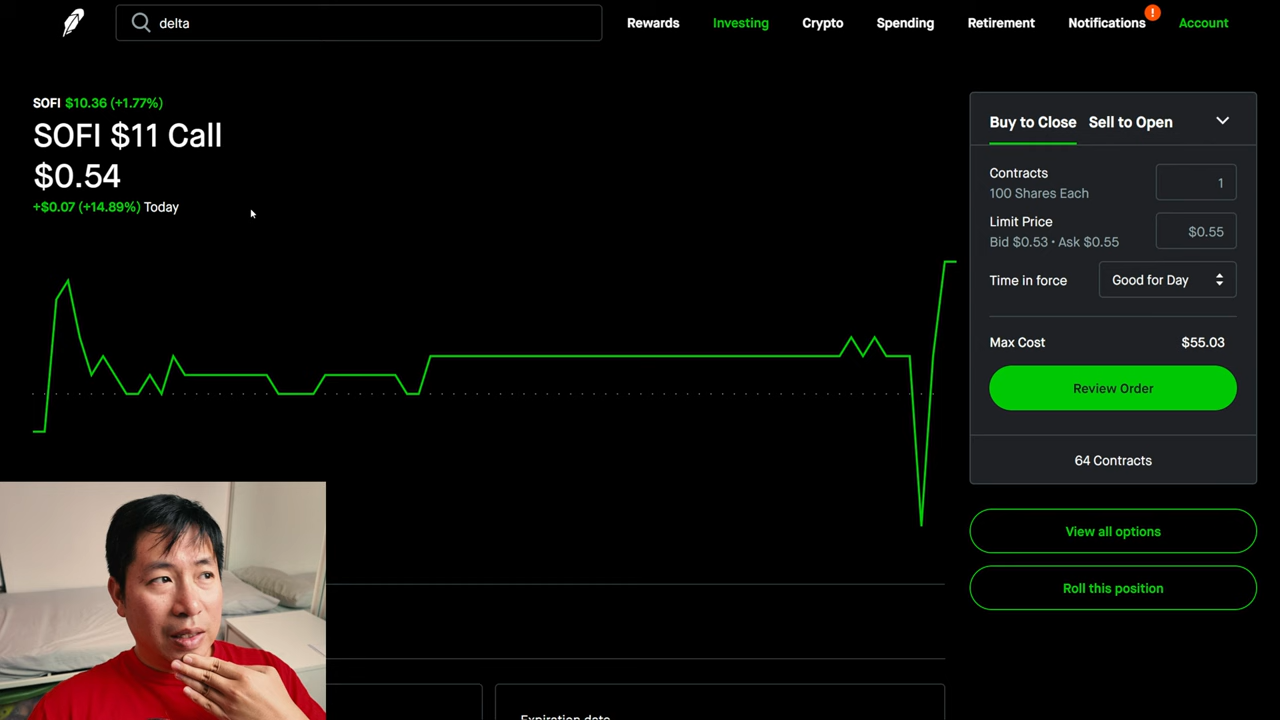 delta
Rewards
Investing
Crypto
Spending
Retirement
Notifications
!
Account
SOFI $10.36 (+1.77%)
SOFI $11 Call
$0.54
+$0.07 (+14.89%) Today
Buy to Close
Sell to Open
Contracts
100 Shares Each
1
Limit Price
Bid $0.53 • Ask $0.55
$0.55
Time in force
Good for Day
Max Cost
$55.03
Review Order
64 Contracts
View all options
Roll this position
Expiration date